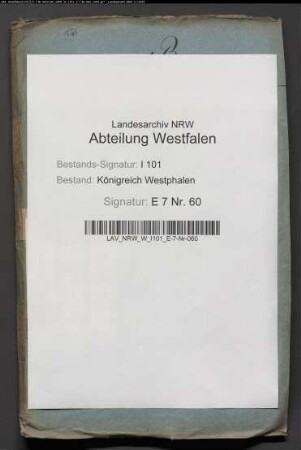 Landesarchiv NRW
Abteilung Westfalen
Bestands-Signatur: I 101
Bestand: Königreich Westphalen
Signatur: E 7 Nr. 60
LAV_NRW_W_I101_E-7-Nr-060